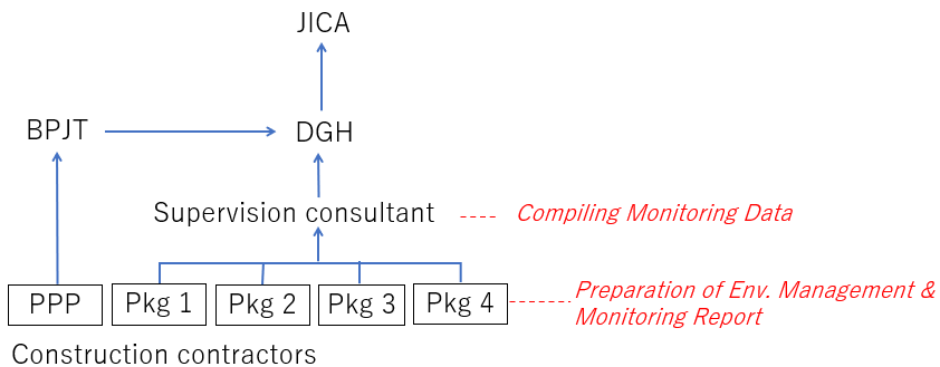 JICA
BPJT
DGH
Supervision consultant
Compiling Monitoring Data
PPP
Pkg 1
Pkg 2
Pkg 3
Pkg 4
Preparation of Env. Management &
Monitoring Report
Construction contractors